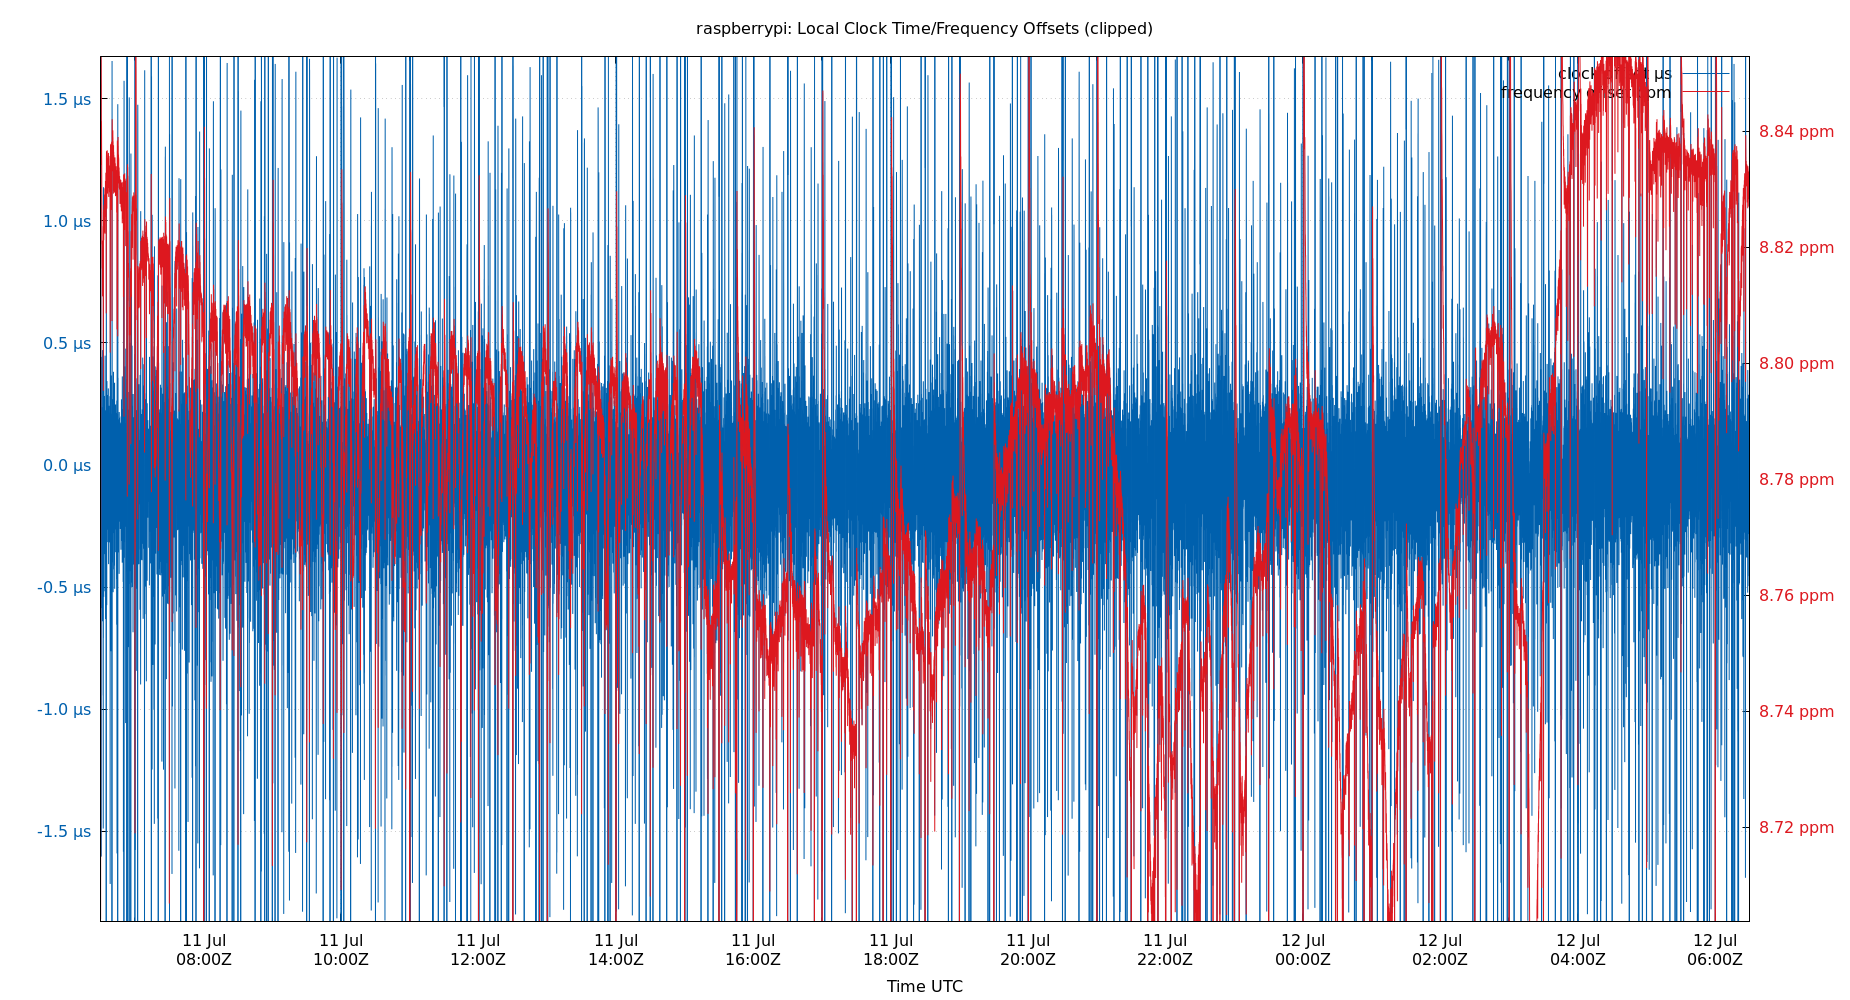 raspberrypi: Local Clock Time/Frequency Offsets (clipped)
clock µs
frequency ppm
1.5 µs
1.0 µs
0.5 µs
0.0 µs
-0.5 µs
-1.0 µs
-1.5 µs
8.84 ppm
8.82 ppm
8.80 ppm
8.78 ppm
8.76 ppm
8.74 ppm
8.72 ppm
11 Jul 11 Jul 11 Jul 11 Jul 11 Jul 11 Jul 11 Jul 11 Jul 12 Jul 12 Jul 12 Jul 12 Jul
08:00Z 10:00Z 12:00Z 14:00Z 16:00Z 18:00Z 20:00Z 22:00Z 00:00Z 02:00Z 04:00Z 06:00Z
Time UTC